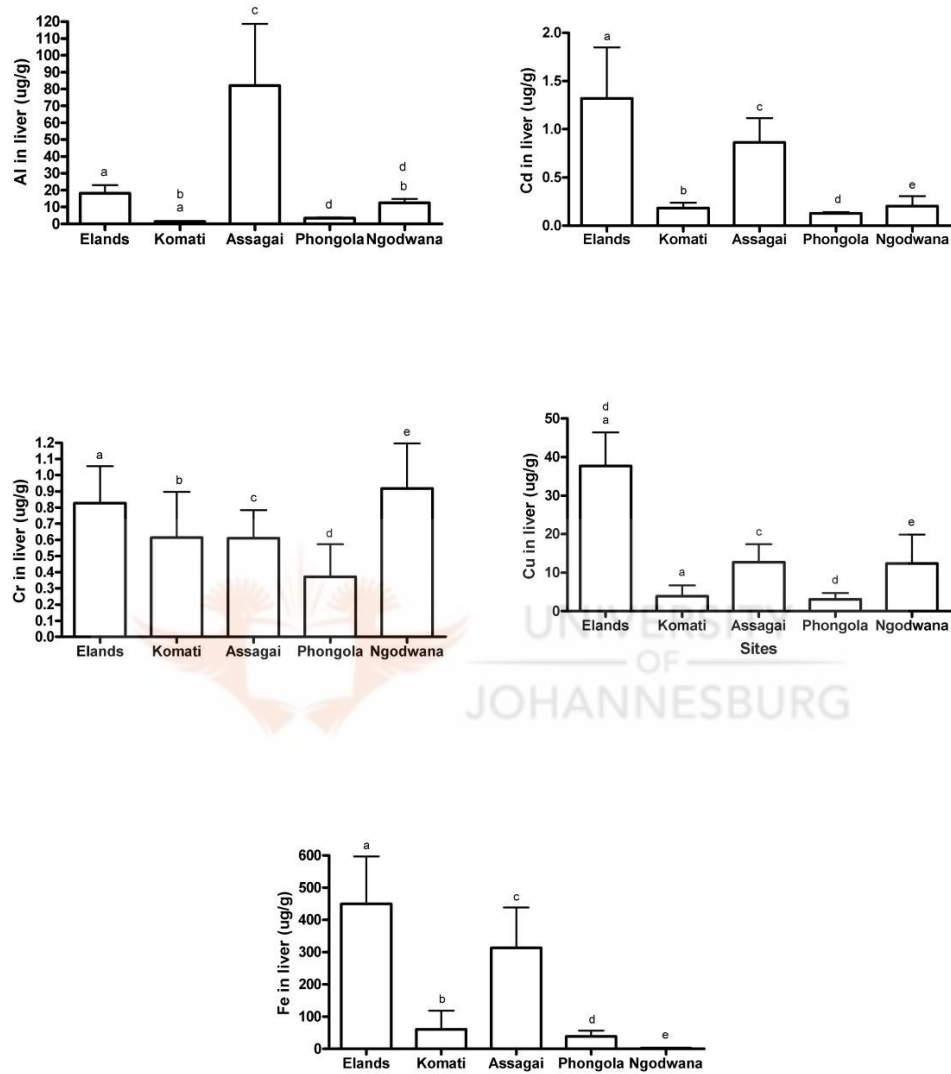 Al in liver (ug/g)
120
110
100
90
80
70
60
50
40
30
20
10
0
a
b
a
c
d
d
b
Elands Komati Assagai Phongola Ngodwana
Cd in liver (ug/g)
2.0
1.5
1.0
0.5
0.0
a
b
c
d
e
Elands Komati Assagai Phongola Ngodwana
Cr in liver (ug/g)
1.2
1.1
1.0
0.9
0.8
0.7
0.6
0.5
0.4
0.3
0.2
0.1
0.0
a
b
c
d
e
Elands Komati Assagai Phongola Ngodwana
Cu in liver (ug/g)
50
40
30
20
10
0
d
a
a
c
d
e
Elands Komati Assagai Phongola Ngodwana
Sites
UNIVERSITY
OF
JOHANNESBURG
Fe in liver (ug/g)
600
500
400
300
200
100
0
a
b
c
d
e
Elands Komati Assagai Phongola Ngodwana